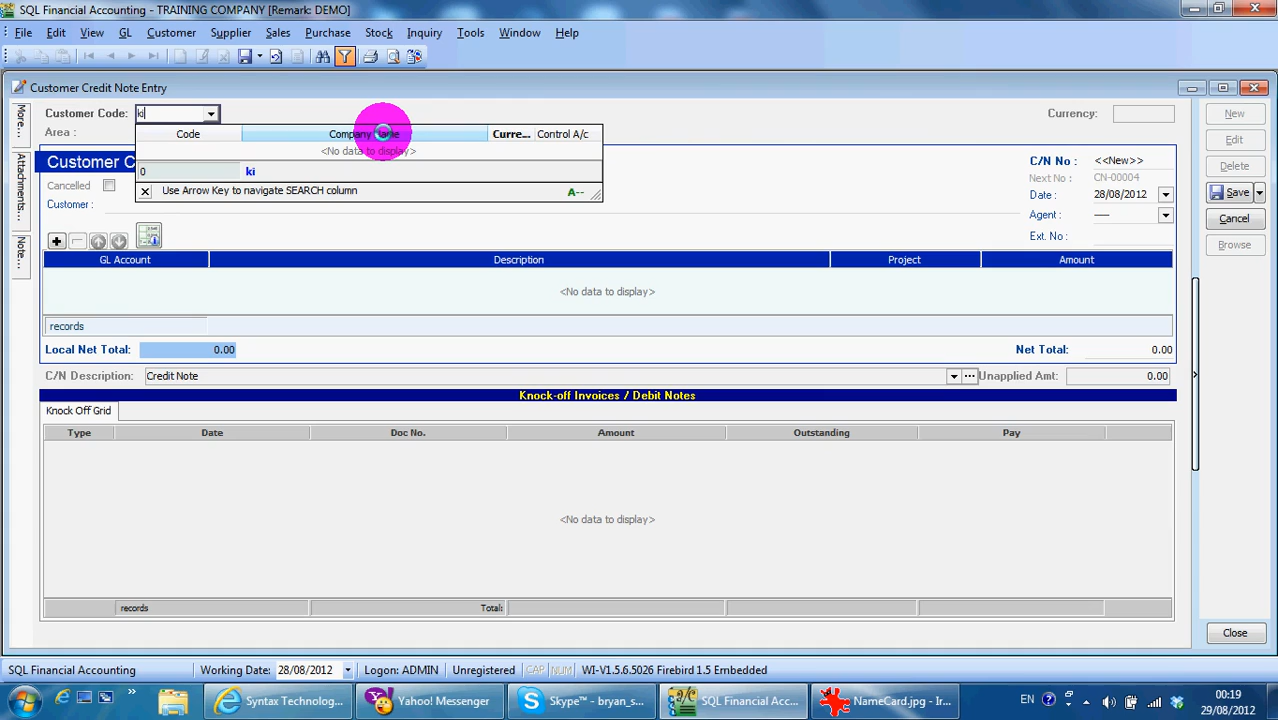 SQL Financial Accounting - TRAINING COMPANY [Remark: DEMO]
File Edit View GL Customer Supplier Sales Purchase Stock Inquiry Tools Window Help
Customer Credit Note Entry
More...
Attachments...
Note...
Customer Code: ki
Currency:
Area :
Code Company Name Curre... Control A/c
<No data to display>
0 ki
Use Arrow Key to navigate SEARCH column A--
Customer C
Cancelled
Customer :
C/N No : <<New>>
Next No : CN-00004
Date : 28/08/2012
Agent : ----
Ext. No :
New
Edit
Delete
Save
Cancel
Browse
GL Account Description Project Amount
<No data to display>
records
Local Net Total: 0.00 Net Total: 0.00
C/N Description: Credit Note Unapplied Amt: 0.00
Knock-off Invoices / Debit Notes
Knock Off Grid
Type Date Doc No. Amount Outstanding Pay
<No data to display>
records Total:
Close
SQL Financial Accounting Working Date: 28/08/2012 Logon: ADMIN Unregistered CAP NUM WI-V1.5.6.5026 Firebird 1.5 Embedded
Syntax Technolog... Yahoo! Messenger Skype™ - bryan_s... SQL Financial Acc... NameCard.jpg - Ir... EN 00:19
29/08/2012